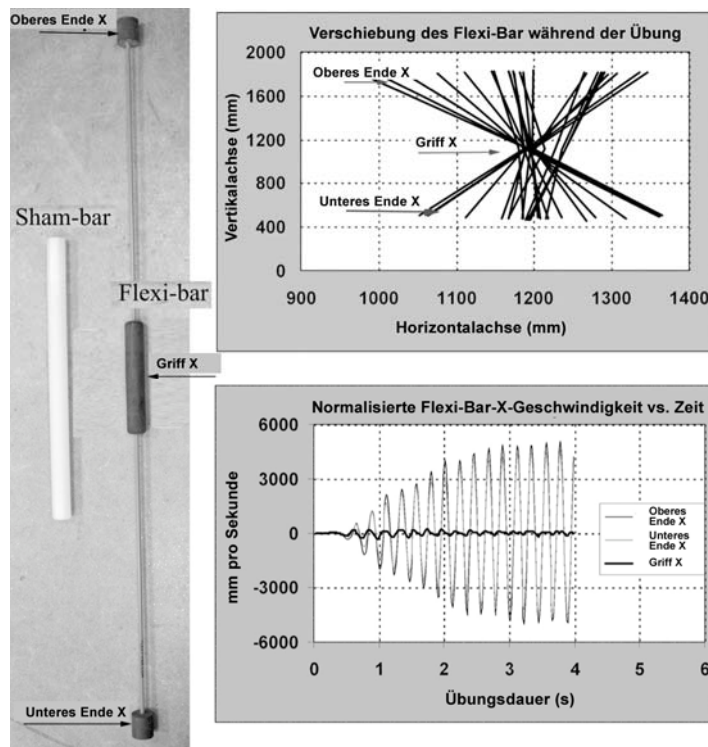 Oberes Ende X
Sham-bar
Flexi-bar
Griff X
Unteres Ende X
Verschiebung des Flexi-Bar während der Übung
Vertikalachse (mm)
2000
1600
1200
800
400
0
Oberes Ende X
Griff X
Unteres Ende X
900 1000 1100 1200 1300 1400
Horizontalachse (mm)
Normalisierte Flexi-Bar-X-Geschwindigkeit vs. Zeit
mm pro Sekunde
6000
3000
0
-3000
-6000
Oberes
Ende X
Unteres
Ende X
Griff X
0 1 2 3 4 5 6
Übungsdauer (s)